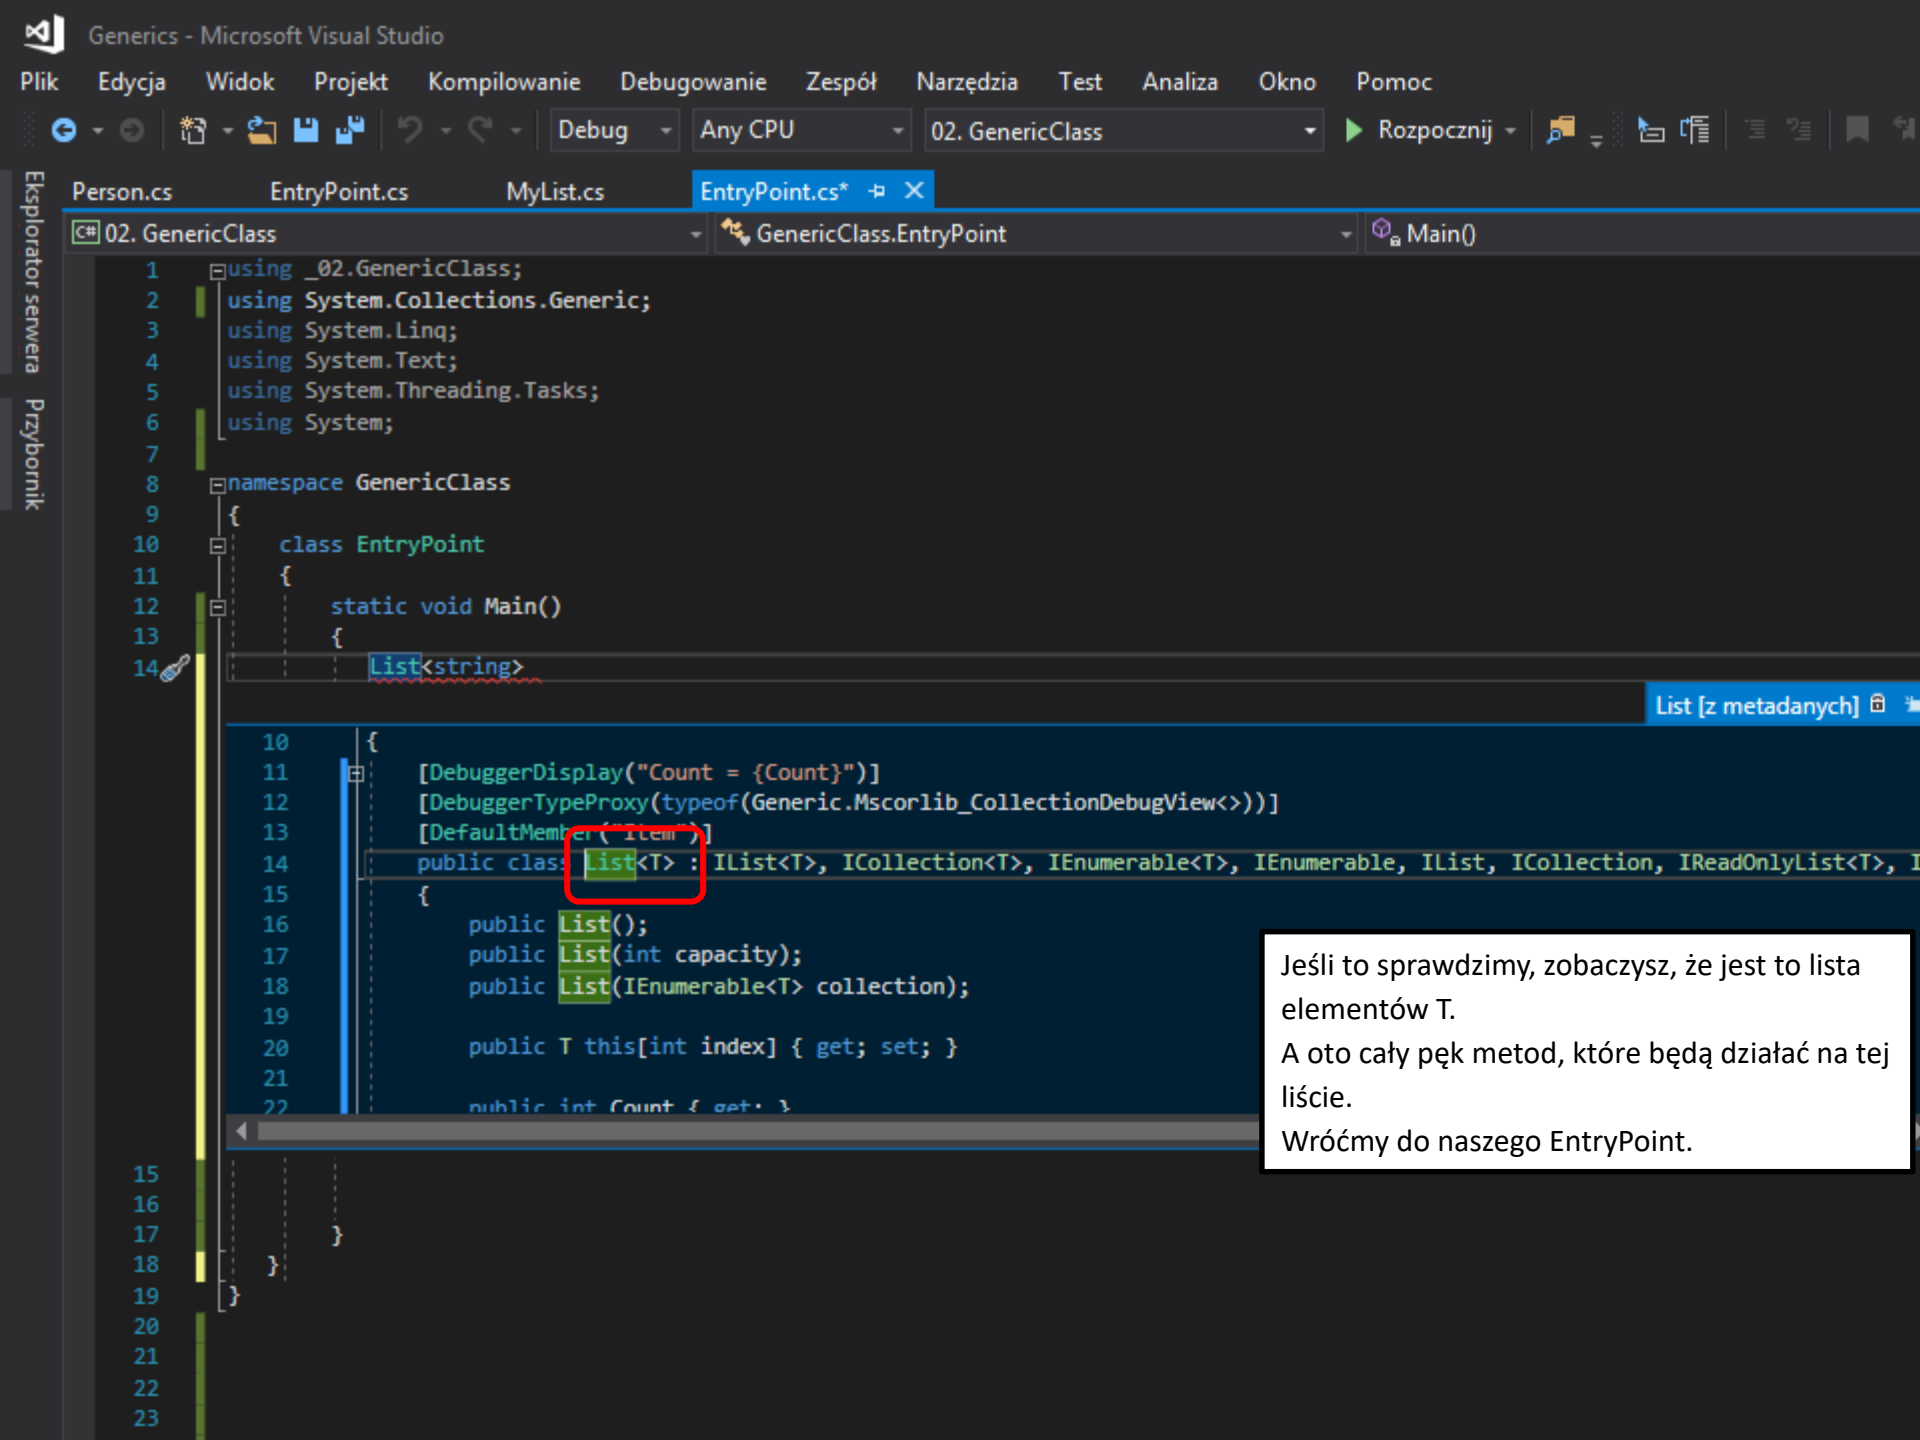 Generics - Microsoft Visual Studio
Plik Edycja Widok Projekt Kompilowanie Debugowanie Zespół Narzędzia Test Analiza Okno Pomoc
Debug Any CPU 02. GenericClass Rozpocznij
Eksplorator serwera
Przybornik
Person.cs EntryPoint.cs MyList.cs EntryPoint.cs*
C# 02. GenericClass GenericClass.EntryPoint Main()
1 using _02.GenericClass;
2 using System.Collections.Generic;
3 using System.Linq;
4 using System.Text;
5 using System.Threading.Tasks;
6 using System;
7
8 namespace GenericClass
9 {
10 class EntryPoint
11 {
12 static void Main()
13 {
14 List<string>
List [z metadanych]
10 {
11 [DebuggerDisplay("Count = {Count}")]
12 [DebuggerTypeProxy(typeof(Generic.Mscorlib_CollectionDebugView<>))]
13 [DefaultMember("Item")]
14 public class List<T> : IList<T>, ICollection<T>, IEnumerable<T>, IEnumerable, IList, ICollection, IReadOnlyList<T>, I
15 {
16 public List();
17 public List(int capacity);
18 public List(IEnumerable<T> collection);
19
20 public T this[int index] { get; set; }
21
22 public int Count { get; }
Jeśli to sprawdzimy, zobaczysz, że jest to lista
elementów T.
A oto cały pęk metod, które będą działać na tej
liście.
Wróćmy do naszego EntryPoint.
15
16
17 }
18 }
19 }
20
21
22
23